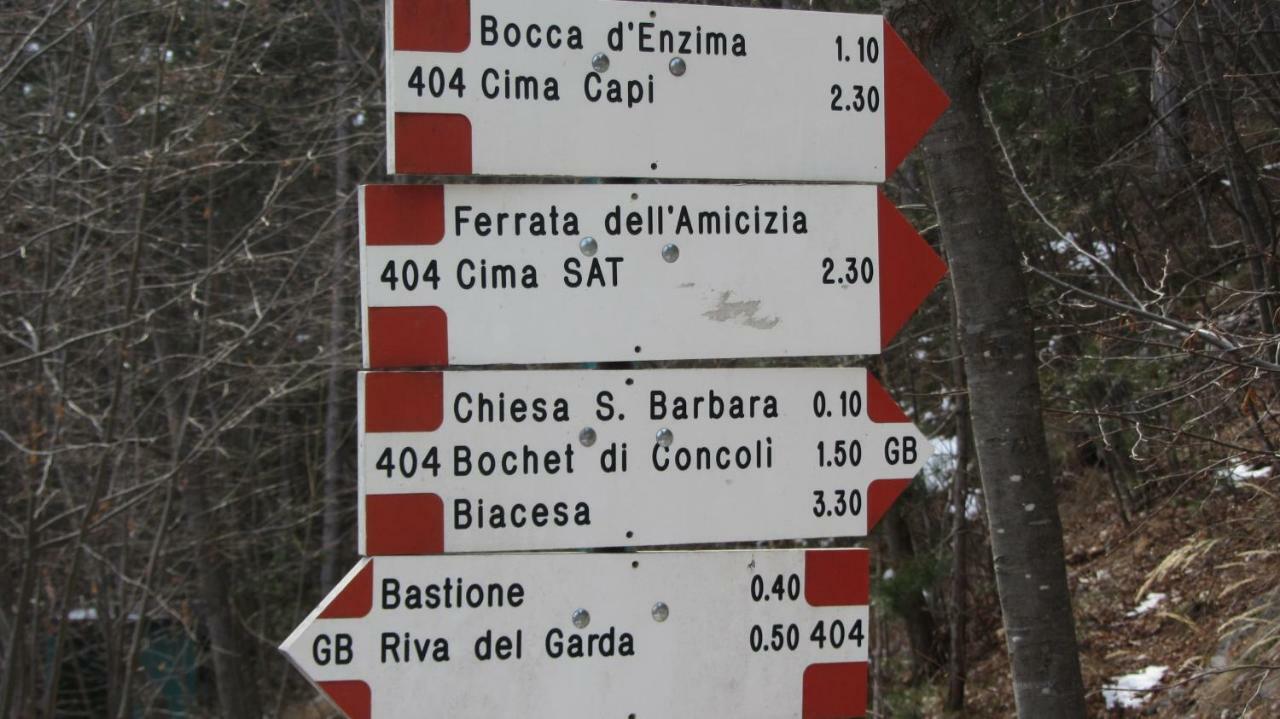 Bocca d'Enzima 1.10
404 Cima Capi 2.30
Ferrata dell'Amicizia
404 Cima SAT 2.30
Chiesa S. Barbara 0.10
404 Bochet di Concolì 1.50 GB
Biacesa 3.30
Bastione 0.40
GB Riva del Garda 0.50 404